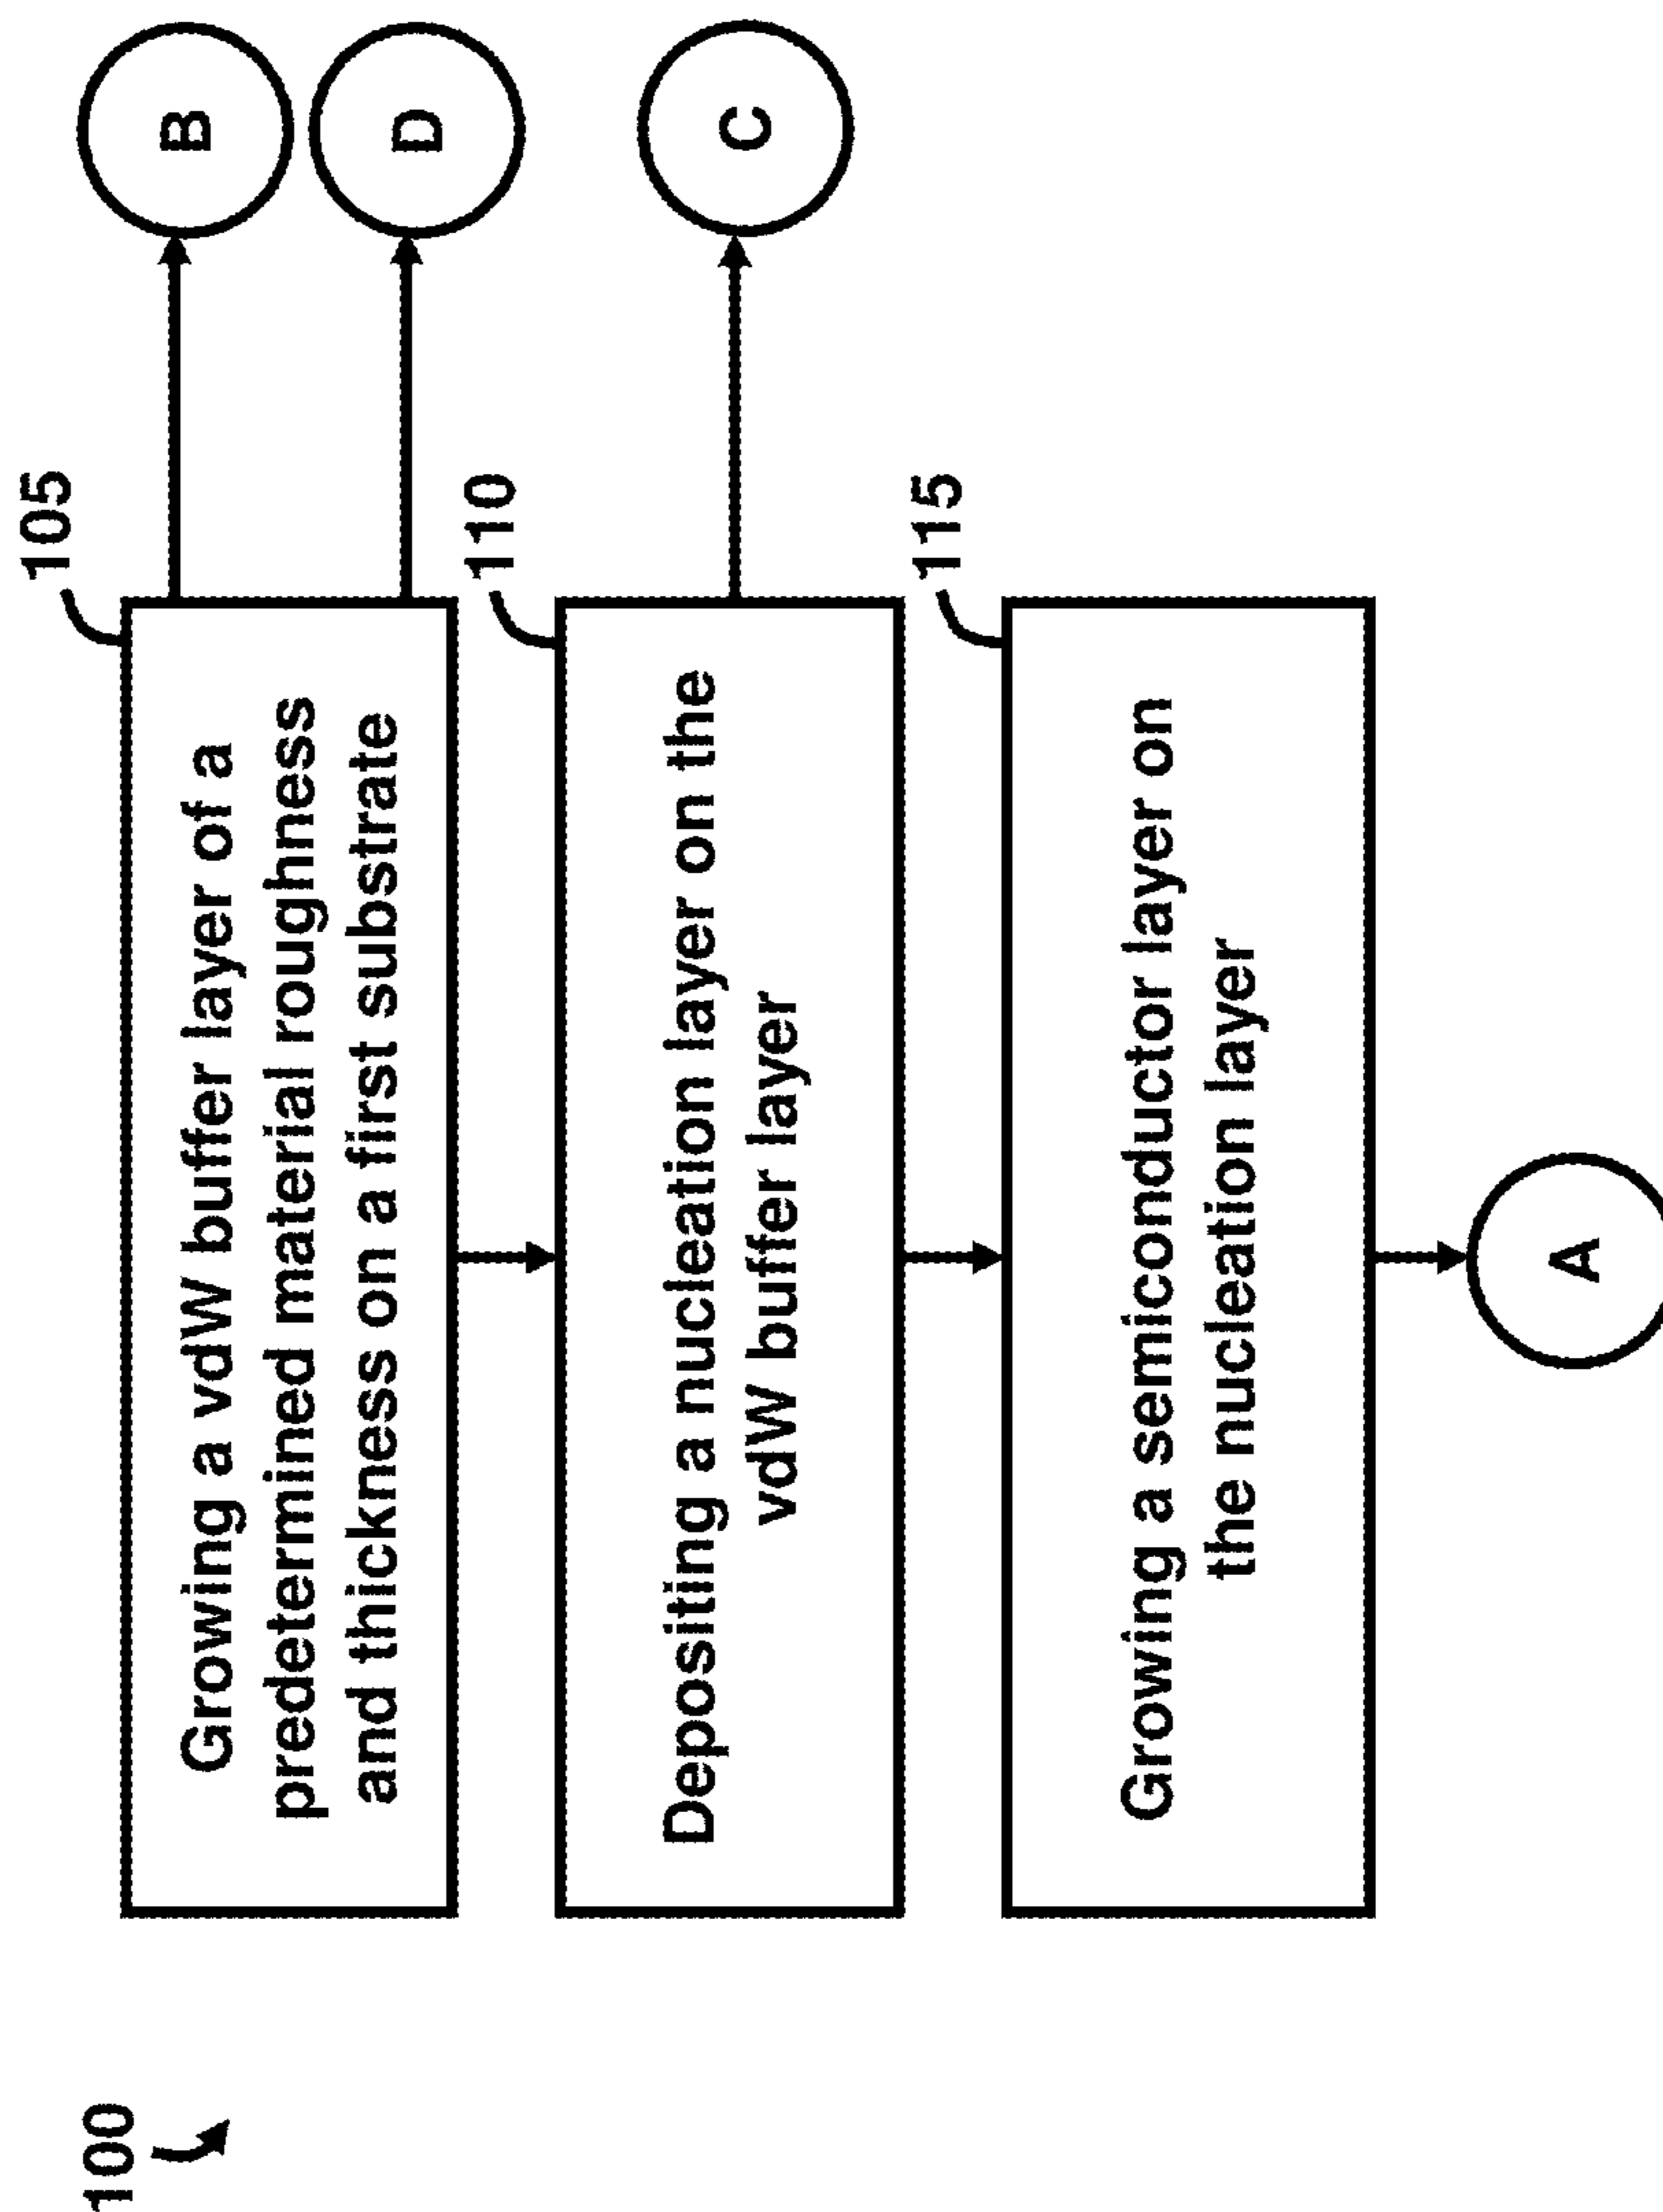 100
105
Growing a vdW buffer layer of a
predetermined material roughness
and thickness on a first substrate
B
D
110
Depositing a nucleation layer on the
vdW buffer layer
C
115
Growing a semiconductor layer on
the nucleation layer
A